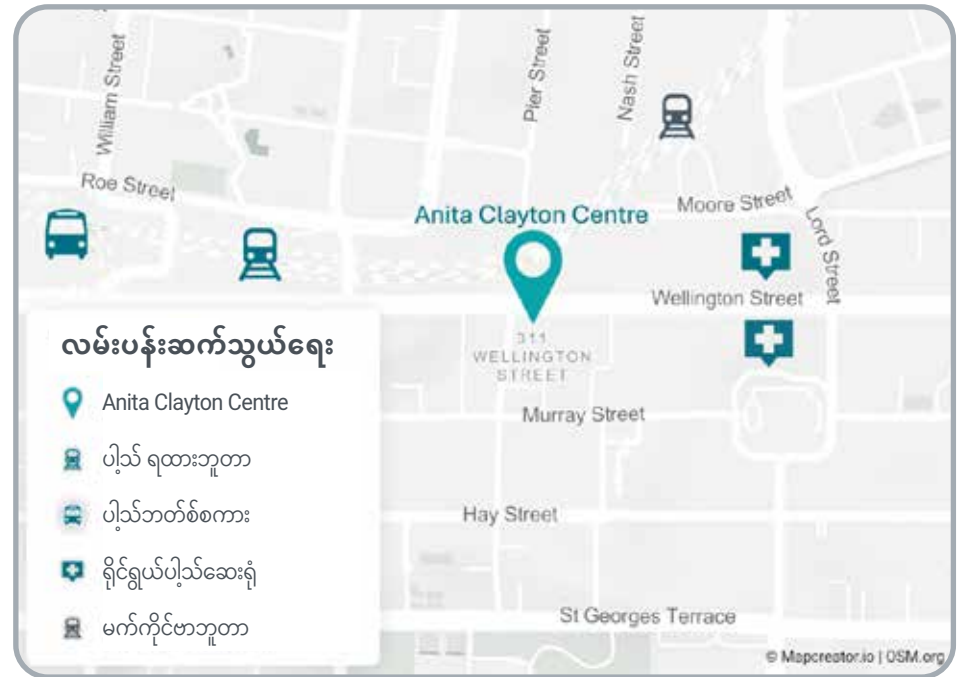 William Street
Pier Street
Nash Street
Roe Street
Anita Clayton Centre
Moore Street
Lord Street
Wellington Street
311
WELLINGTON
STREET
Murray Street
Hay Street
St Georges Terrace
လမ်းပန်းဆက်သွယ်ရေး
Anita Clayton Centre
ပါ့သ် ရထားဘူတာ
ပါ့သ်ဘတ်စ်စကား
ရိုင်ရွယ်ပါ့သ်ဆေးရုံ
မက်ကိုင်ဗာဘူတာ
© Mapcreator.io | OSM.org